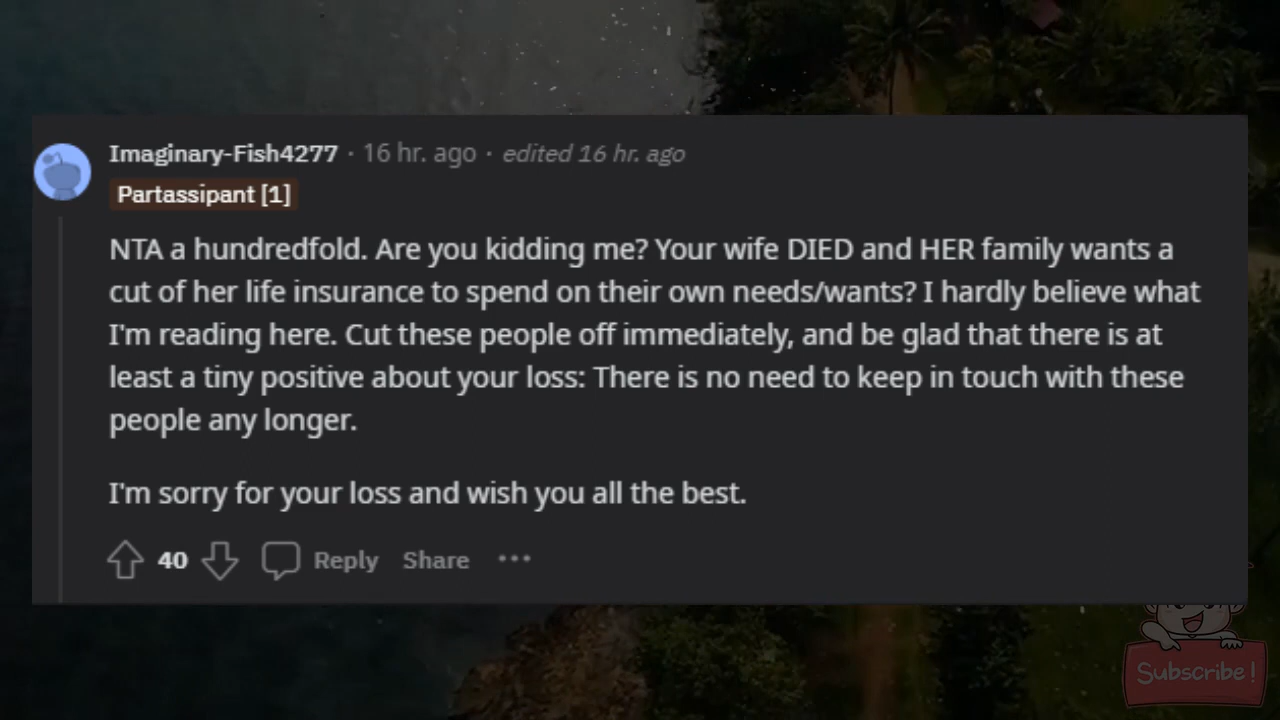 Imaginary-Fish4277 · 16 hr. ago · edited 16 hr. ago
Partassipant [1]
NTA a hundredfold. Are you kidding me? Your wife DIED and HER family wants a
cut of her life insurance to spend on their own needs/wants? I hardly believe what
I'm reading here. Cut these people off immediately, and be glad that there is at
least a tiny positive about your loss: There is no need to keep in touch with these
people any longer.
I'm sorry for your loss and wish you all the best.
40 Reply Share ···
Subscribe!